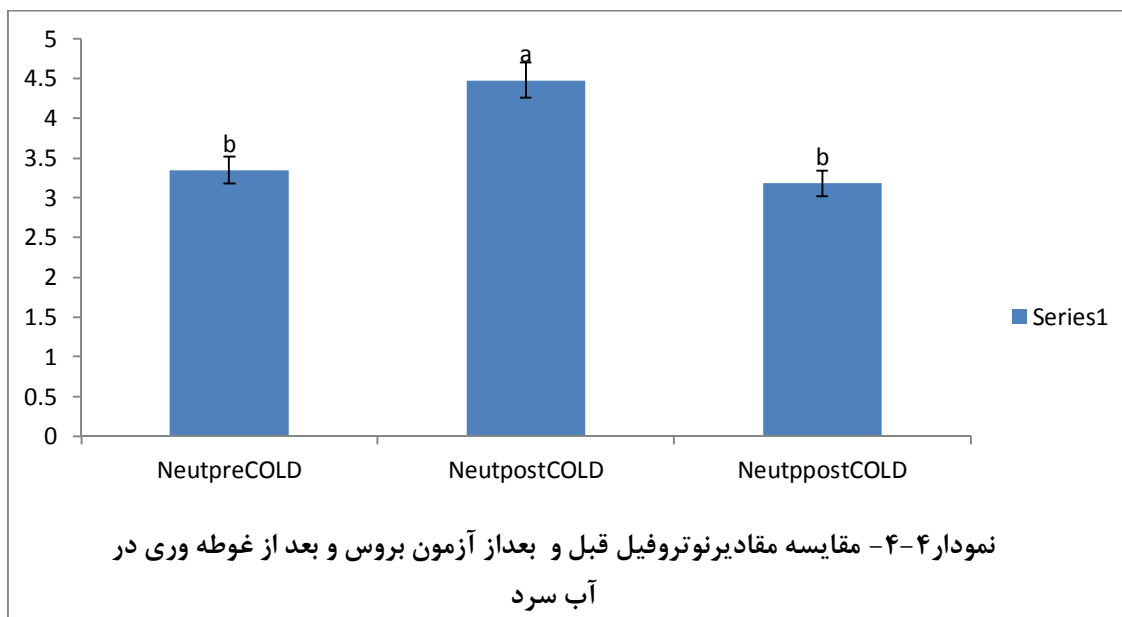 5
4.5
4
3.5
3
2.5
2
1.5
1
0.5
0
b
a
b
NeutpreCOLD NeutpostCOLD NeutppostCOLD
Series1
نمودار۴-۴- مقایسه مقادیرنوتروفیل قبل و بعداز آزمون بروس و بعد از غوطه وری در
آب سرد